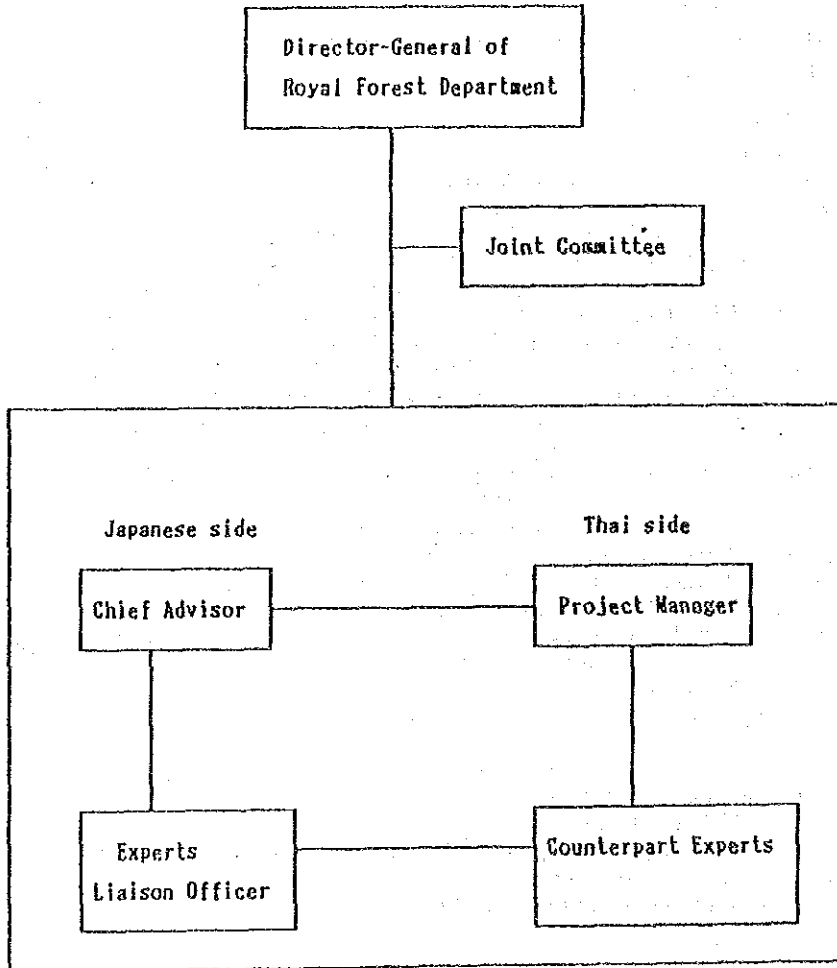 Director-General of
Royal Forest Department
Joint Committee
Japanese side
Thai side
Chief Advisor
Project Manager
Experts
Liaison Officer
Counterpart Experts